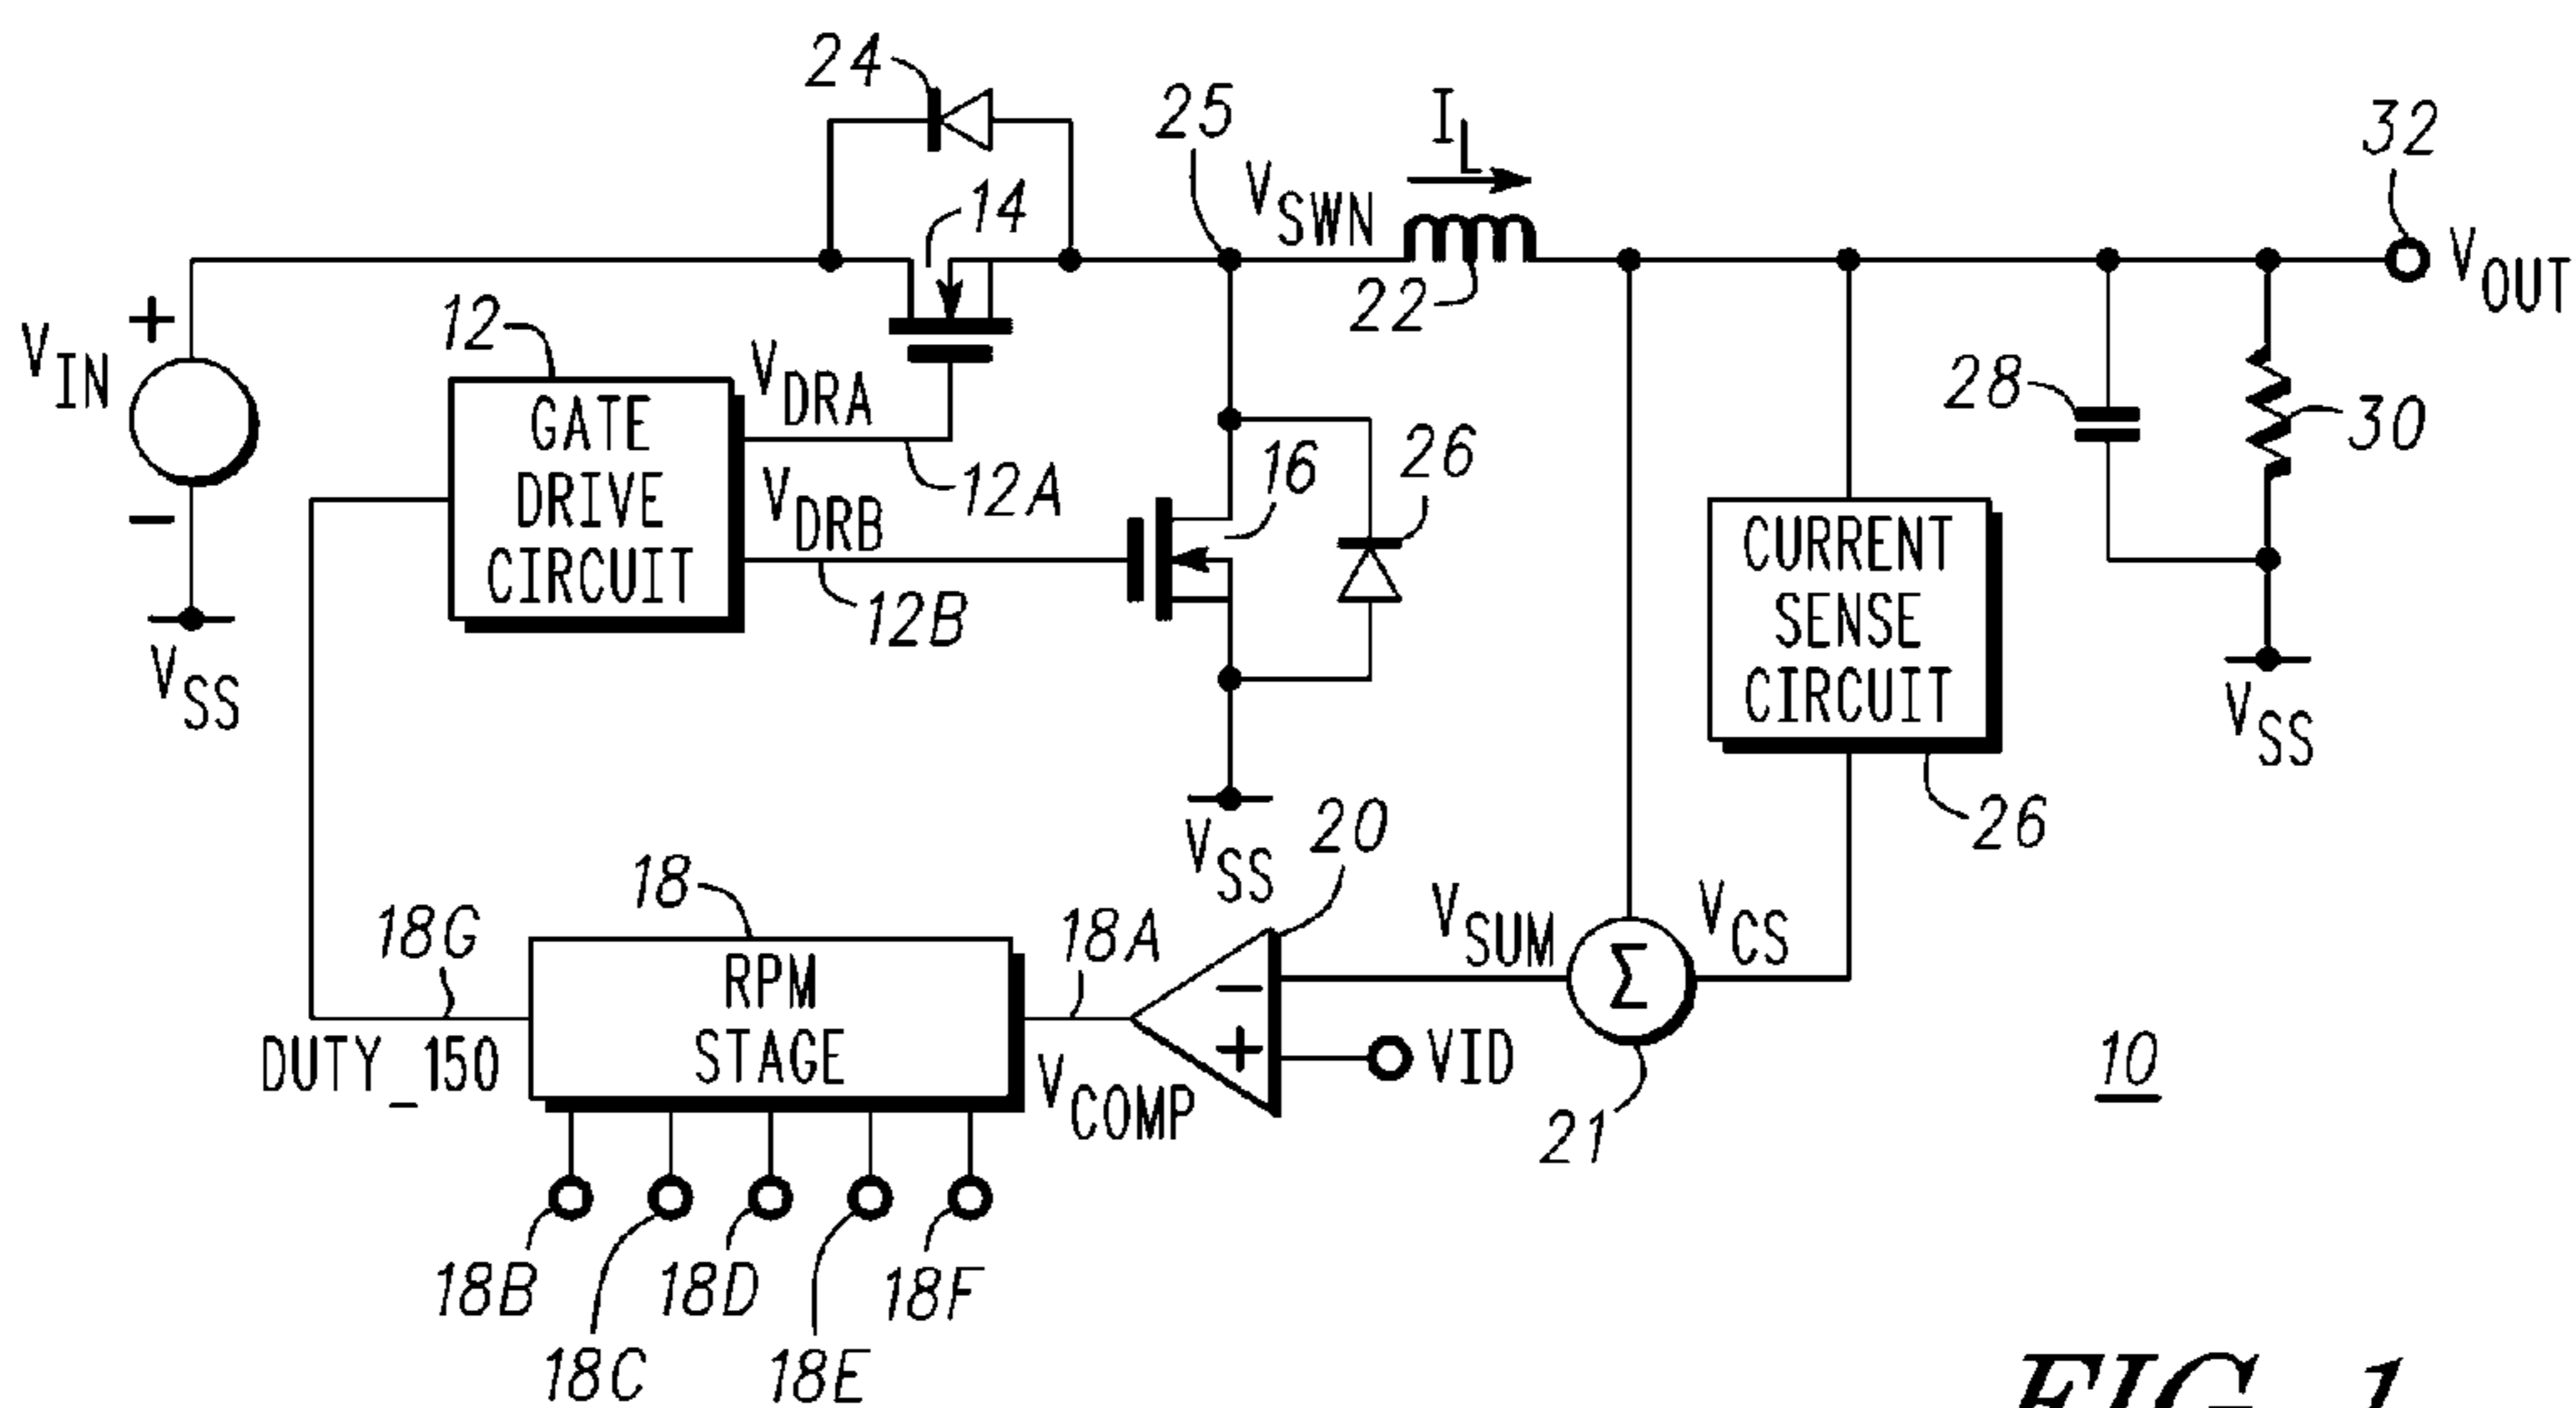 24
25
I_L
32
14
V_SWN
V_OUT
22
12
V_IN
+
V_DRA
28
GATE
DRIVE
CIRCUIT
30
16
26
12A
V_DRB
−
CURRENT
SENSE
CIRCUIT
12B
V_SS
V_SS
26
20
V_SS
18
V_SUM
V_CS
18G
18A
RPM
STAGE
−
+
Σ
VID
DUTY_150
V_COMP
10
21
18B
18D
18F
18C
18E
FIG. 1